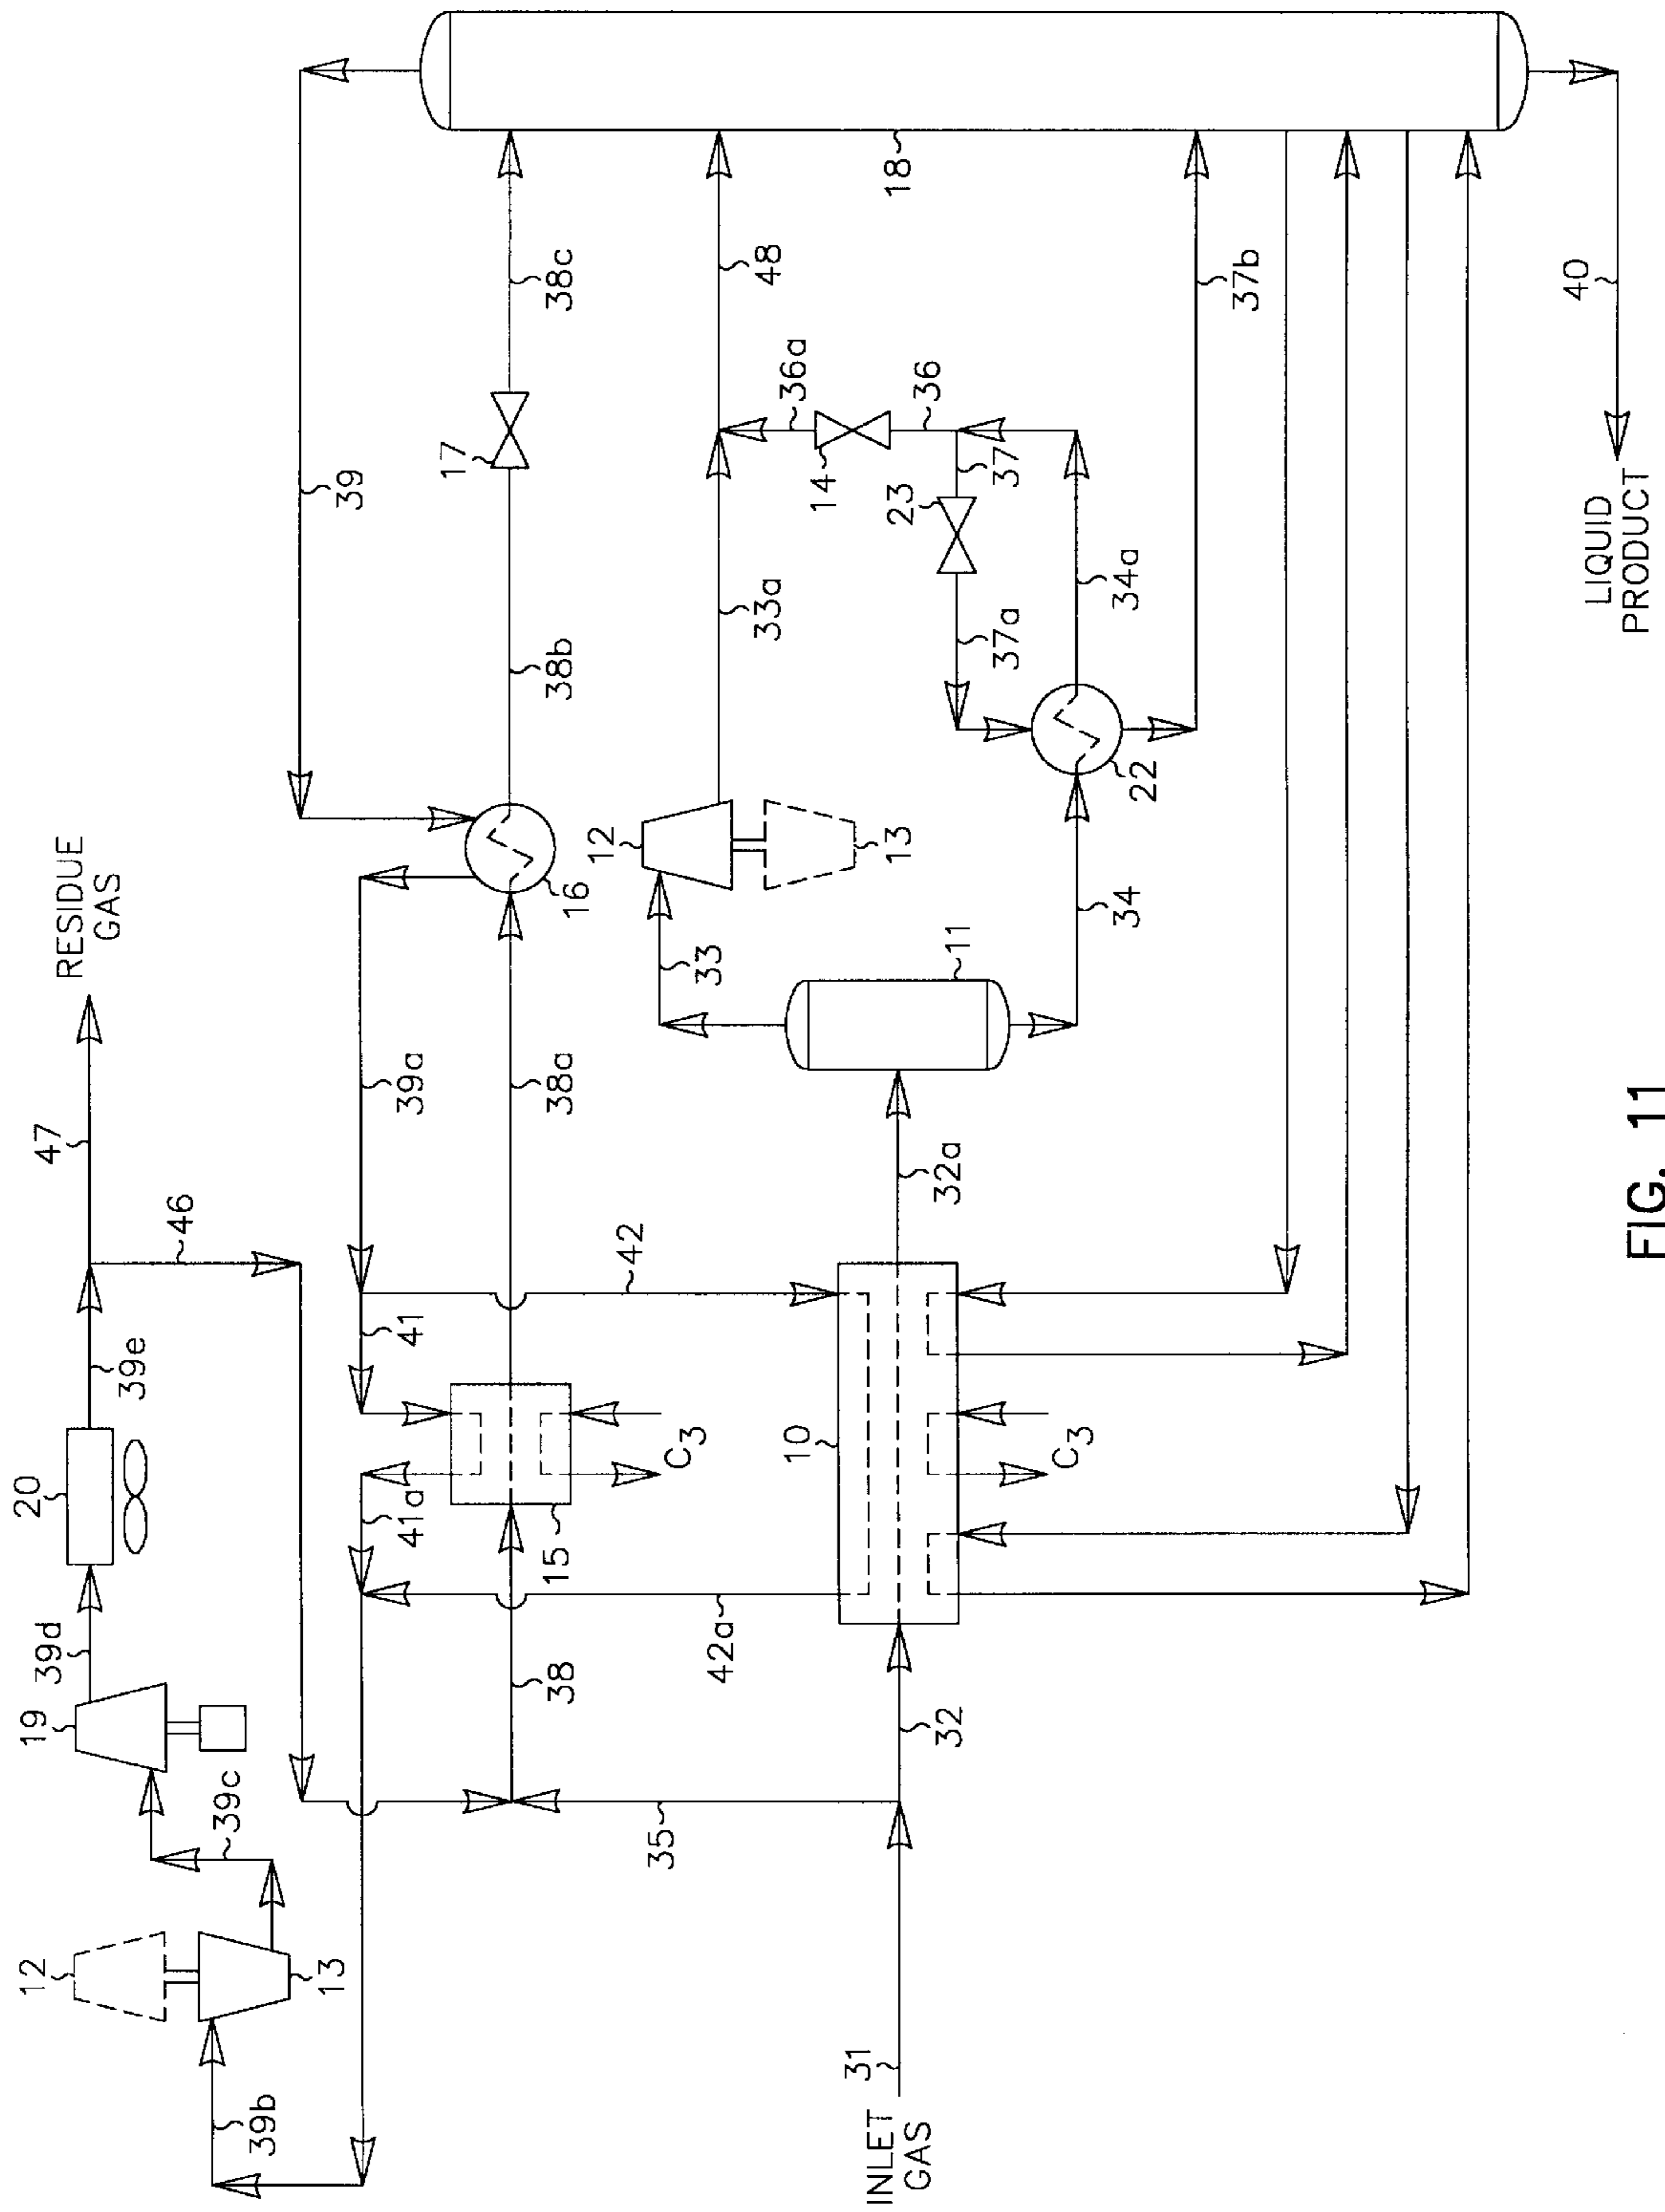 RESIDUE
GAS
47
46
39e
20
39d
19
39c
12
13
39b
39
39a
41
41a
42
42a
15
C3
38
38a
16
38b
17
38c
35
31
INLET
GAS
32
10
C3
32a
11
33
34
12
13
33a
22
34a
37a
23
37
36
14
36a
48
37b
18
40
LIQUID
PRODUCT
FIG. 11